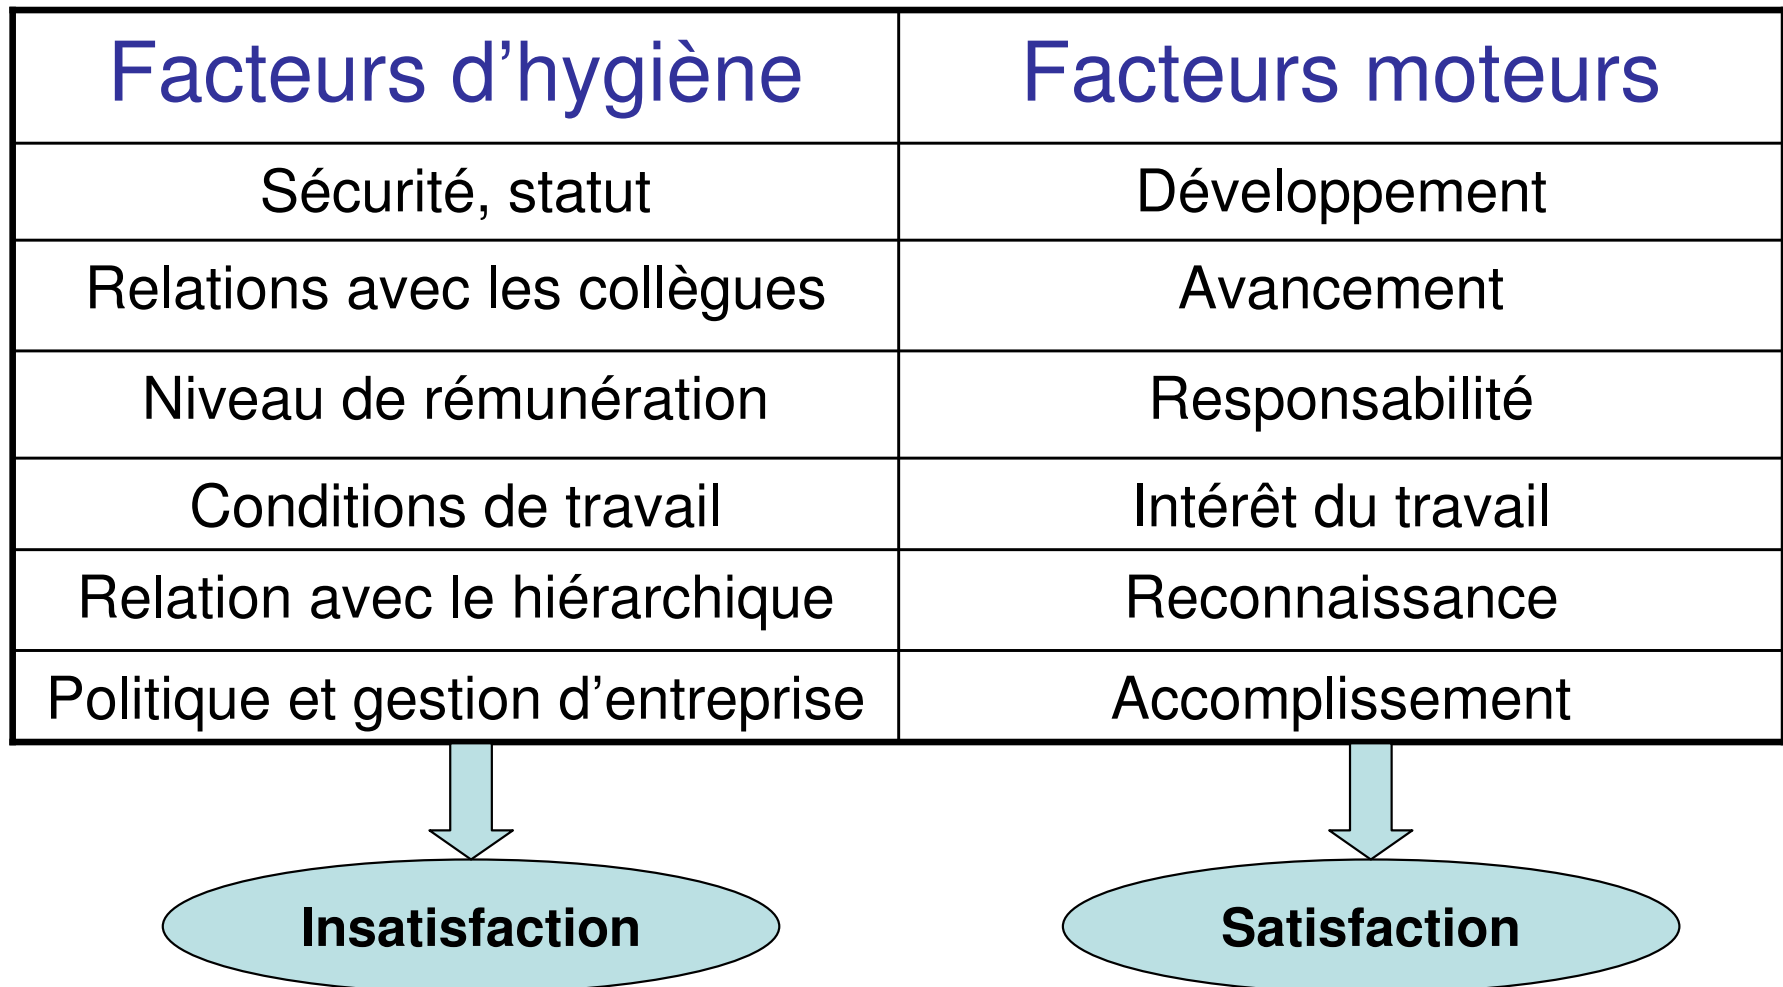 Facteurs d’hygiène Facteurs moteurs
Sécurité, statut Développement
Relations avec les collègues Avancement
Niveau de rémunération Responsabilité
Conditions de travail Intérêt du travail
Relation avec le hiérarchique Reconnaissance
Politique et gestion d’entreprise Accomplissement
Insatisfaction Satisfaction